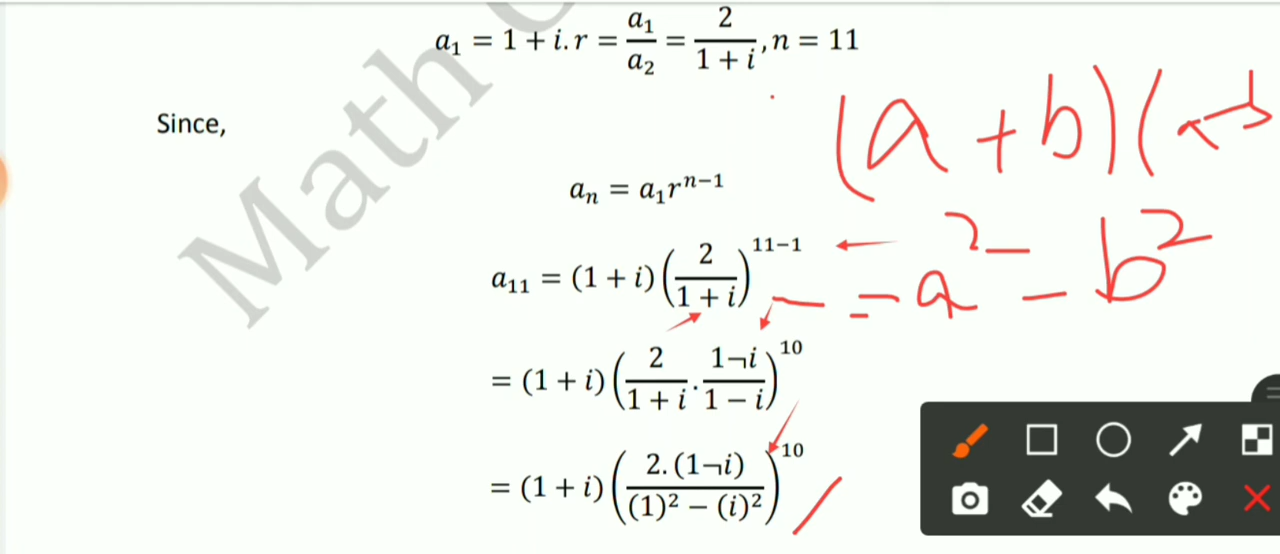 a₁ = 1 + i. r = a₁/a₂ = 2/(1 + i), n = 11
(a + b)(
Since,
aₙ = a₁rⁿ⁻¹
= a² − b²
a₁₁ = (1 + i) (2/(1 + i))¹¹⁻¹
= (1 + i) (2/(1 + i) . (1¬i)/(1 − i))¹⁰
= (1 + i) (2. (1¬i)/((1)² − (i)²))¹⁰
Math